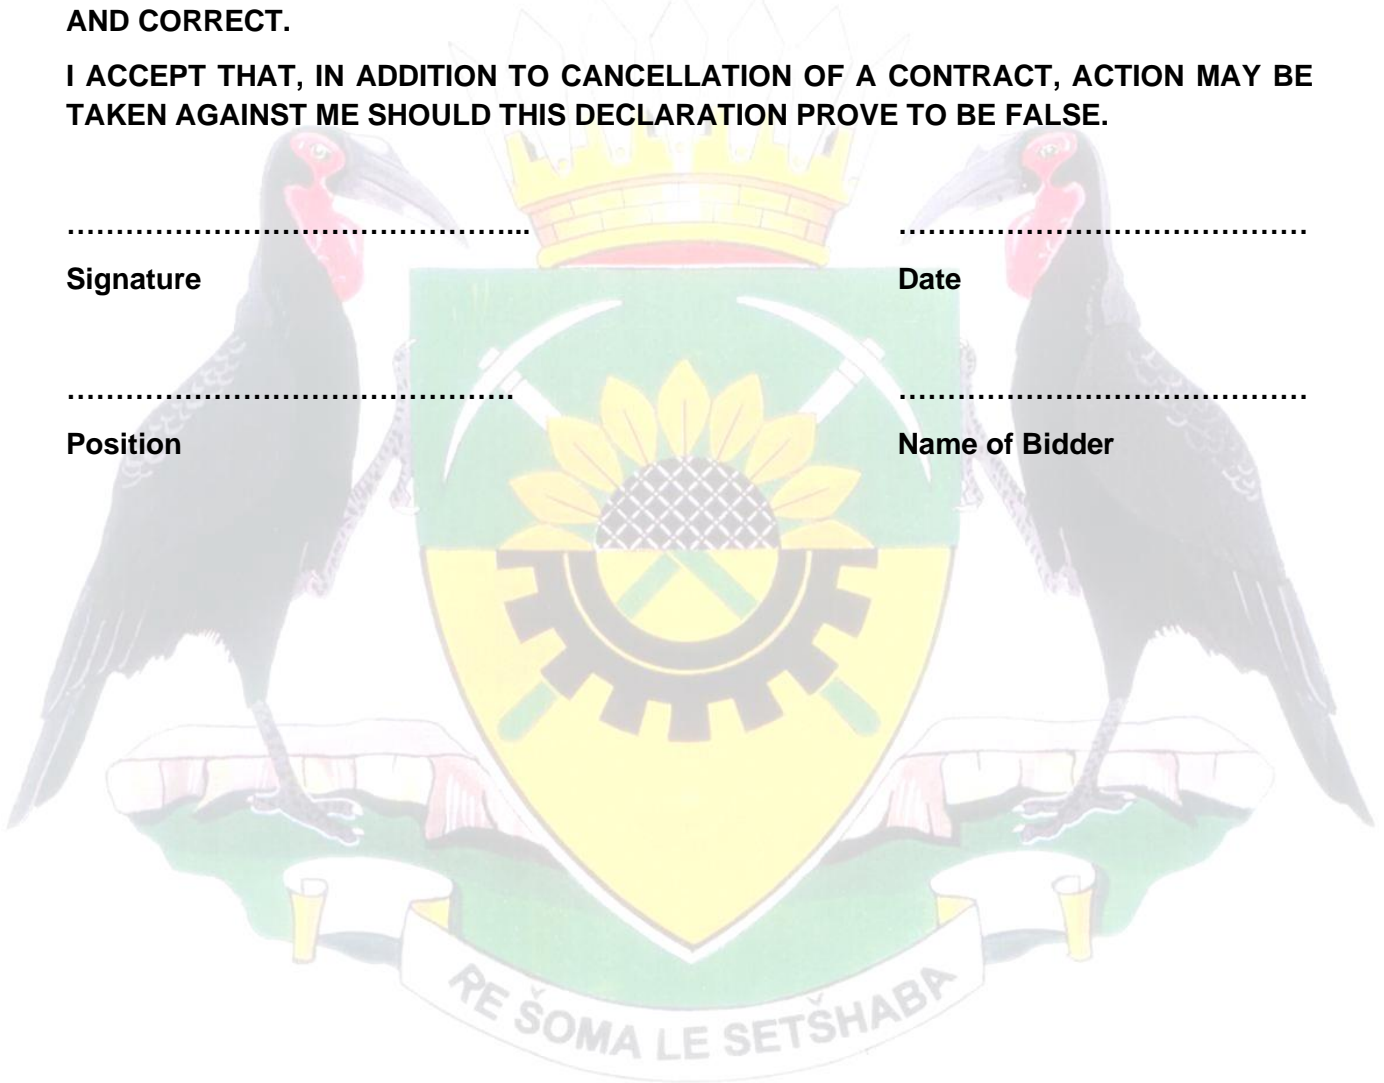 AND CORRECT.
I ACCEPT THAT, IN ADDITION TO CANCELLATION OF A CONTRACT, ACTION MAY BE
TAKEN AGAINST ME SHOULD THIS DECLARATION PROVE TO BE FALSE.
………………………………………... ……………………………………
Signature Date
………………………………………. ……………………………………
Position Name of Bidder
RE ŠOMA LE SETŠHABA